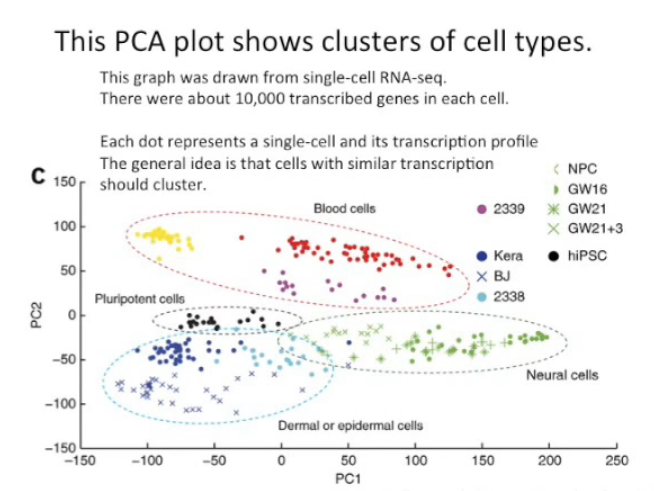 This PCA plot shows clusters of cell types.
This graph was drawn from single-cell RNA-seq.
There were about 10,000 transcribed genes in each cell.
Each dot represents a single-cell and its transcription profile
The general idea is that cells with similar transcription
should cluster.
C
NPC
GW16
2339
GW21
GW21+3
Kera
hiPSC
BJ
2338
Blood cells
Pluripotent cells
Neural cells
Dermal or epidermal cells
PC2
150
100
50
0
−50
−100
−150
−150 −100 −50 0 50 100 150 200 250
PC1